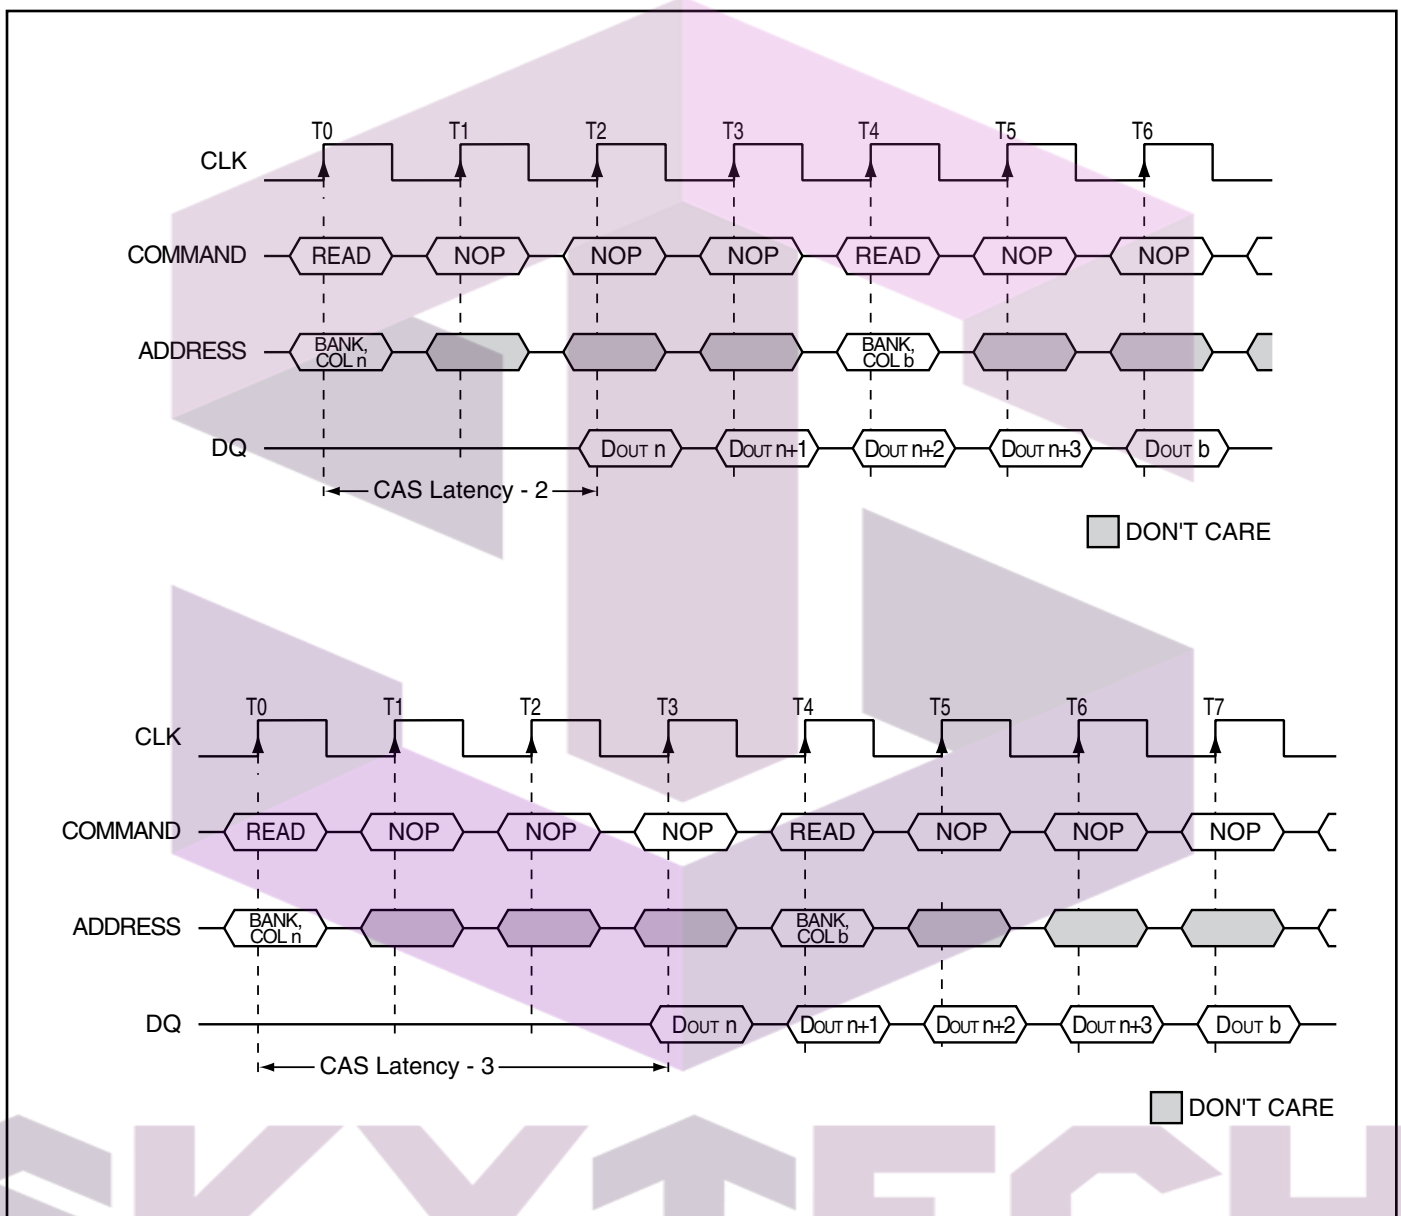 T0 T1 T2 T3 T4 T5 T6
CLK
COMMAND READ NOP NOP NOP READ NOP NOP
ADDRESS BANK, COL n BANK, COL b
DQ DOUT n DOUT n+1 DOUT n+2 DOUT n+3 DOUT b
CAS Latency - 2
DON'T CARE
T0 T1 T2 T3 T4 T5 T6 T7
CLK
COMMAND READ NOP NOP NOP READ NOP NOP NOP
ADDRESS BANK, COL n BANK, COL b
DQ DOUT n DOUT n+1 DOUT n+2 DOUT n+3 DOUT b
CAS Latency - 3
DON'T CARE
SKYTECH